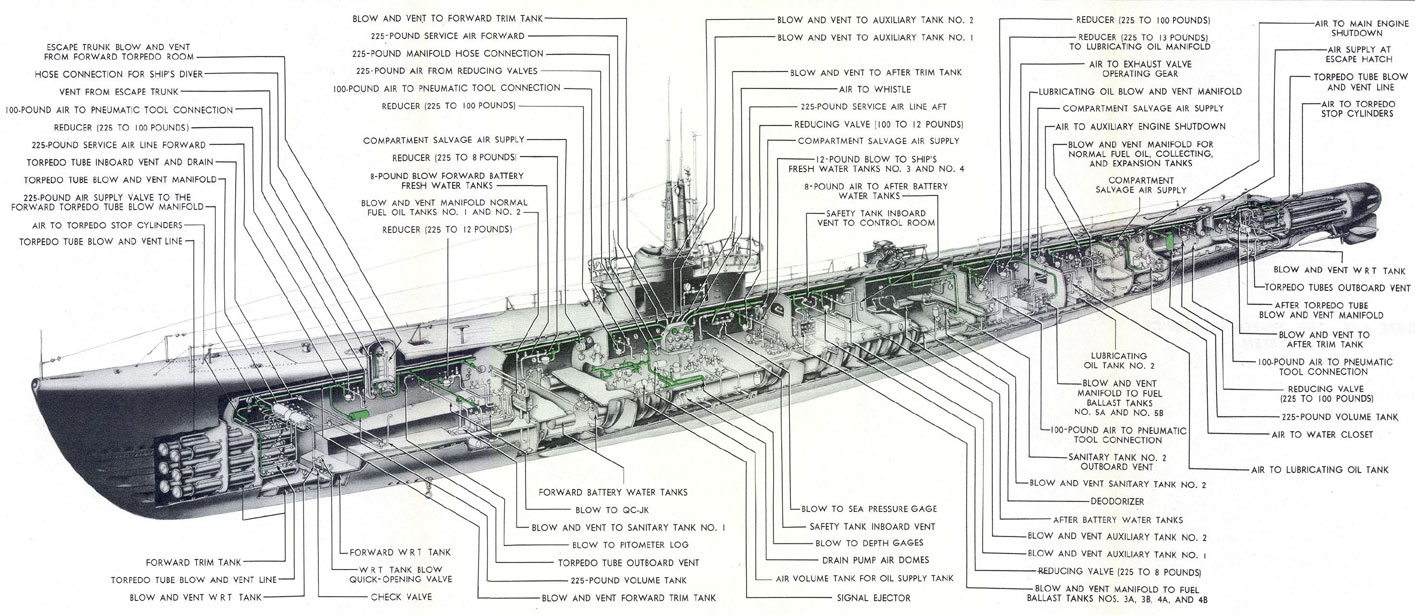 ESCAPE TRUNK BLOW AND VENT
FROM FORWARD TORPEDO ROOM
HOSE CONNECTION FOR SHIP'S DIVER
VENT FROM ESCAPE TRUNK
100-POUND AIR TO PNEUMATIC TOOL CONNECTION
REDUCER (225 TO 100 POUNDS)
225-POUND SERVICE AIR LINE FORWARD
TORPEDO TUBE INBOARD VENT AND DRAIN
TORPEDO TUBE BLOW AND VENT MANIFOLD
225-POUND AIR SUPPLY VALVE TO THE
FORWARD TORPEDO TUBE BLOW MANIFOLD
AIR TO TORPEDO STOP CYLINDERS
TORPEDO TUBE BLOW AND VENT LINE
BLOW AND VENT TO FORWARD TRIM TANK
225-POUND SERVICE AIR FORWARD
225-POUND MANIFOLD HOSE CONNECTION
225-POUND AIR FROM REDUCING VALVES
100-POUND AIR TO PNEUMATIC TOOL CONNECTION
REDUCER (225 TO 100 POUNDS)
COMPARTMENT SALVAGE AIR SUPPLY
REDUCER (225 TO 8 POUNDS)
8-POUND BLOW FORWARD BATTERY
FRESH WATER TANKS
BLOW AND VENT MANIFOLD NORMAL
FUEL OIL TANKS NO. 1 AND NO. 2
REDUCER (225 TO 12 POUNDS)
BLOW AND VENT TO AUXILIARY TANK NO. 2
BLOW AND VENT TO AUXILIARY TANK NO. 1
BLOW AND VENT TO AFTER TRIM TANK
AIR TO WHISTLE
225-POUND SERVICE AIR LINE AFT
REDUCING VALVE (100 TO 12 POUNDS)
COMPARTMENT SALVAGE AIR SUPPLY
12-POUND BLOW TO SHIP'S
FRESH WATER TANKS NO. 3 AND NO. 4
8-POUND AIR TO AFTER BATTERY
WATER TANKS
SAFETY TANK INBOARD
VENT TO CONTROL ROOM
REDUCER (225 TO 100 POUNDS)
REDUCER (225 TO 13 POUNDS)
TO LUBRICATING OIL MANIFOLD
AIR TO EXHAUST VALVE
OPERATING GEAR
LUBRICATING OIL BLOW AND VENT MANIFOLD
COMPARTMENT SALVAGE AIR SUPPLY
AIR TO AUXILIARY ENGINE SHUTDOWN
BLOW AND VENT MANIFOLD FOR
NORMAL FUEL OIL, COLLECTING,
AND EXPANSION TANKS
COMPARTMENT
SALVAGE AIR SUPPLY
AIR TO MAIN ENGINE
SHUTDOWN
AIR SUPPLY AT
ESCAPE HATCH
TORPEDO TUBE BLOW
AND VENT LINE
AIR TO TORPEDO
STOP CYLINDERS
BLOW AND VENT W R T TANK
TORPEDO TUBES OUTBOARD VENT
AFTER TORPEDO TUBE
BLOW AND VENT MANIFOLD
BLOW AND VENT TO
AFTER TRIM TANK
100-POUND AIR TO PNEUMATIC
TOOL CONNECTION
REDUCING VALVE
(225 TO 100 POUNDS)
225-POUND VOLUME TANK
AIR TO WATER CLOSET
AIR TO LUBRICATING OIL TANK
LUBRICATING
OIL TANK NO. 2
BLOW AND VENT
MANIFOLD TO FUEL
BALLAST TANKS
NO. 5A AND NO. 5B
100-POUND AIR TO PNEUMATIC
TOOL CONNECTION
SANITARY TANK NO. 2
OUTBOARD VENT
BLOW AND VENT SANITARY TANK NO. 2
DEODORIZER
AFTER BATTERY WATER TANKS
BLOW AND VENT AUXILIARY TANK NO. 2
BLOW AND VENT AUXILIARY TANK NO. 1
REDUCING VALVE (225 TO 8 POUNDS)
BLOW AND VENT MANIFOLD TO FUEL
BALLAST TANKS NOS. 3A, 3B, 4A, AND 4B
BLOW TO SEA PRESSURE GAGE
SAFETY TANK INBOARD VENT
BLOW TO DEPTH GAGES
DRAIN PUMP AIR DOMES
AIR VOLUME TANK FOR OIL SUPPLY TANK
SIGNAL EJECTOR
FORWARD BATTERY WATER TANKS
BLOW TO QC-JK
BLOW AND VENT TO SANITARY TANK NO. 1
BLOW TO PITOMETER LOG
TORPEDO TUBE OUTBOARD VENT
225-POUND VOLUME TANK
BLOW AND VENT FORWARD TRIM TANK
FORWARD W R T TANK
W R T TANK BLOW
QUICK-OPENING VALVE
CHECK VALVE
FORWARD TRIM TANK
TORPEDO TUBE BLOW AND VENT LINE
BLOW AND VENT W R T TANK